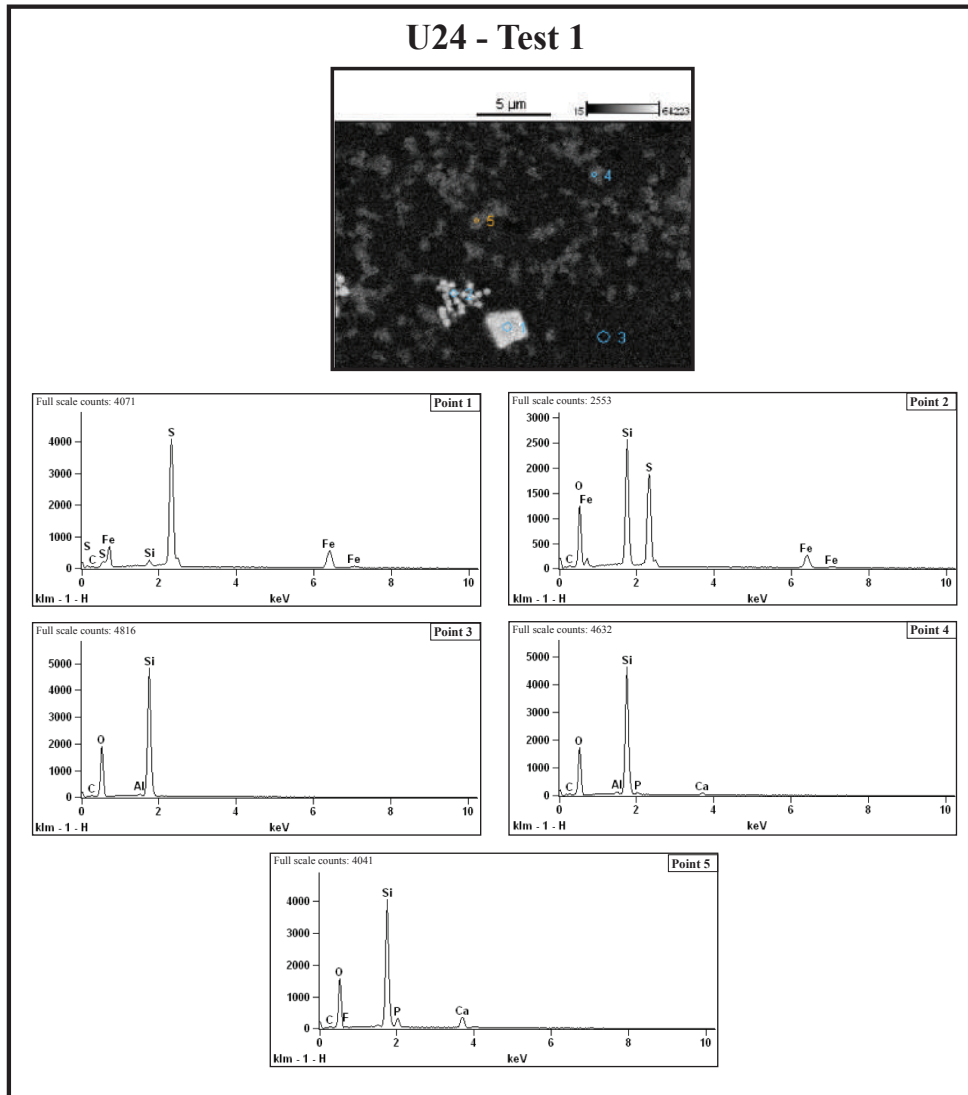 U24 - Test 1
5 µm
15 64223
4
5
2
1
3
Full scale counts: 4071
Point 1
4000
3000
2000
1000
0
S
S
C
S
Fe
Si
Fe
Fe
0 2 4 6 8 10
klm - 1 - H
keV
Full scale counts: 2553
Point 2
3000
2500
2000
1500
1000
500
0
Si
S
O
Fe
C
Fe
Fe
0 2 4 6 8 10
klm - 1 - H
keV
Full scale counts: 4816
Point 3
5000
4000
3000
2000
1000
0
Si
O
C
Al
0 2 4 6 8 10
klm - 1 - H
keV
Full scale counts: 4632
Point 4
5000
4000
3000
2000
1000
0
Si
O
C
Al
P
Ca
0 2 4 6 8 10
klm - 1 - H
keV
Full scale counts: 4041
Point 5
4000
3000
2000
1000
0
Si
O
C
F
P
Ca
0 2 4 6 8 10
klm - 1 - H
keV